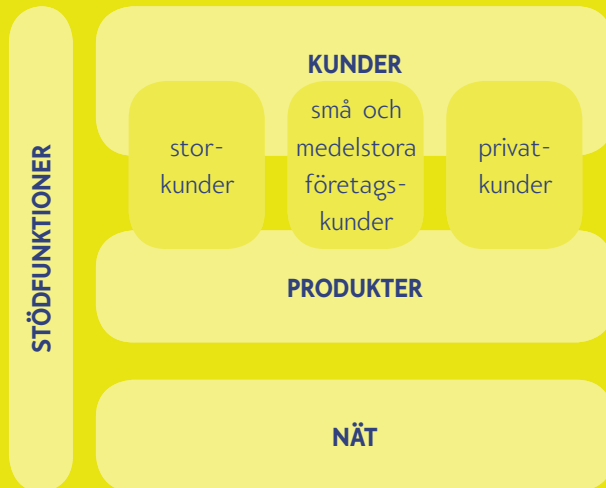 STÖDFUNKTIONER
KUNDER
stor-
kunder
små och
medelstora
företags-
kunder
privat-
kunder
PRODUKTER
NÄT